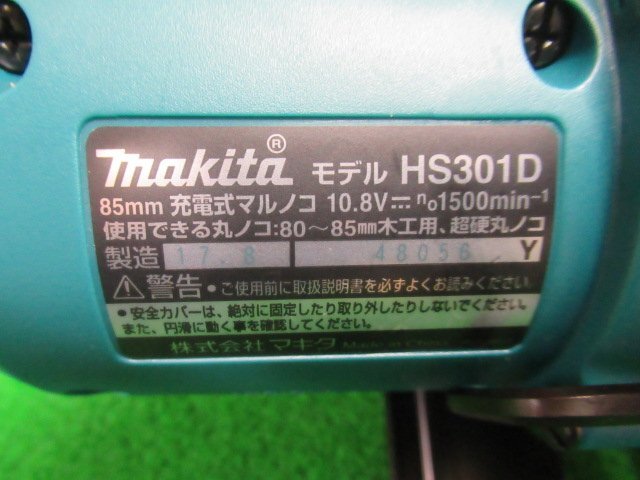 makita® モデル HS301D
85mm 充電式マルノコ 10.8V⎓ n₀1500min⁻¹
使用できる丸ノコ:80～85mm木工用、超硬丸ノコ
製造 17.8 48056 Y
⚠警告 • ご使用前に取扱説明書を必ずよくお読みください。
• 安全カバーは、絶対に固定したり取り外したりしないでください。
また、円滑に動く事を確認してください。
株式会社 マキタ Made in China